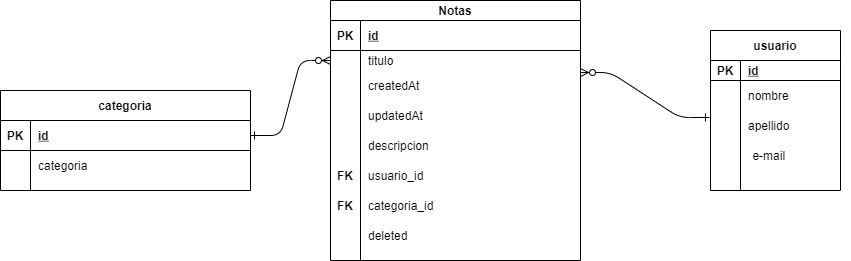 categoria
PK id
categoria
Notas
PK id
titulo
createdAt
updatedAt
descripcion
FK usuario_id
FK categoria_id
deleted
usuario
PK id
nombre
apellido
e-mail